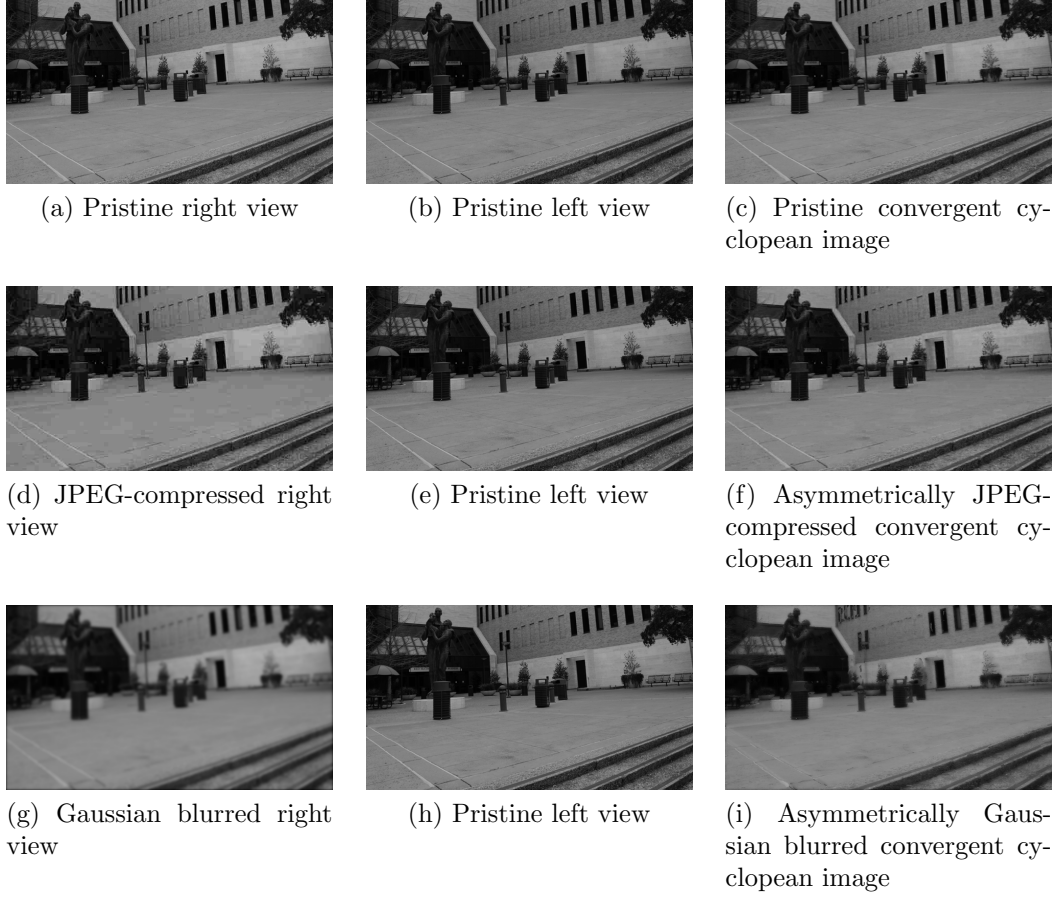 (a) Pristine right view
(b) Pristine left view
(c) Pristine convergent cy-
clopean image
(d) JPEG-compressed right
view
(e) Pristine left view
(f) Asymmetrically JPEG-
compressed convergent cy-
clopean image
(g) Gaussian blurred right
view
(h) Pristine left view
(i) Asymmetrically Gaus-
sian blurred convergent cy-
clopean image